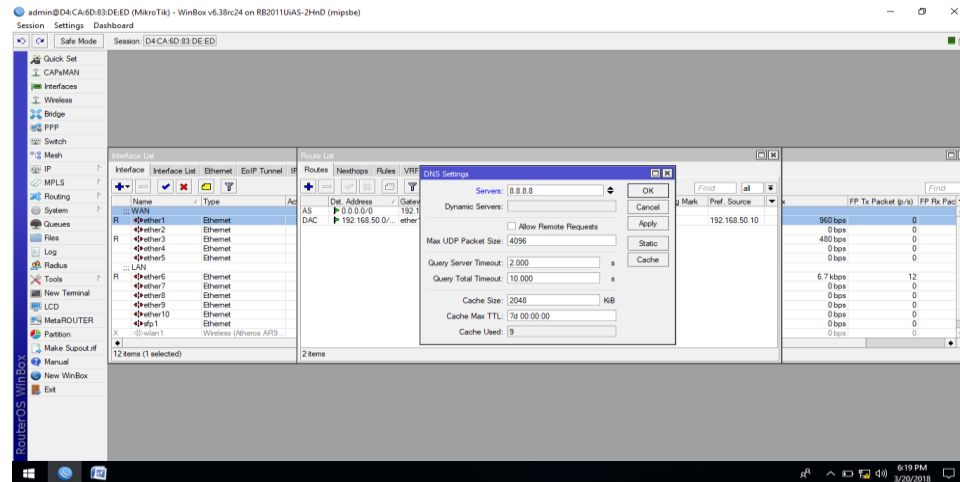 admin@D4:CA:6D:83:DE:ED (MikroTik) - WinBox v6.38rc24 on RB2011UiAS-2HnD (mipsbe)
Session Settings Dashboard
Safe Mode Session: D4:CA:6D:83:DE:ED
Quick Set
CAPsMAN
Interfaces
Wireless
Bridge
PPP
Switch
Mesh
IP
MPLS
Routing
System
Queues
Files
Log
Radius
Tools
New Terminal
LCD
MetaROUTER
Partition
Make Supout.rif
Manual
New WinBox
Exit
RouterOS WinBox
Interface List
Interface Interface List Ethernet EoIP Tunnel IP
Name Type Ac
::: WAN
R ether1 Ethernet
ether2 Ethernet
R ether3 Ethernet
ether4 Ethernet
ether5 Ethernet
::: LAN
R ether6 Ethernet
ether7 Ethernet
ether8 Ethernet
ether9 Ethernet
ether10 Ethernet
sfp1 Ethernet
X wlan1 Wireless (Atheros AR9...
12 items (1 selected)
Route List
Routes Nexthops Rules VRF
Find all
Dst. Address Gatew
g Mark Pref. Source
AS 0.0.0.0/0 192.1
DAC 192.168.50.0/... ether
192.168.50.10
2 items
DNS Settings
Servers: 8.8.8.8
Dynamic Servers:
Allow Remote Requests
Max UDP Packet Size: 4096
Query Server Timeout: 2.000 s
Query Total Timeout: 10.000 s
Cache Size: 2048 KiB
Cache Max TTL: 7d 00:00:00
Cache Used: 9
OK
Cancel
Apply
Static
Cache
Find
x FP Tx Packet (p/s) FP Rx Pac
960 bps 0
0 bps 0
480 bps 0
0 bps 0
0 bps 0
6.7 kbps 12
0 bps 0
0 bps 0
0 bps 0
0 bps 0
0 bps 0
0 bps 0
6:19 PM
3/20/2018